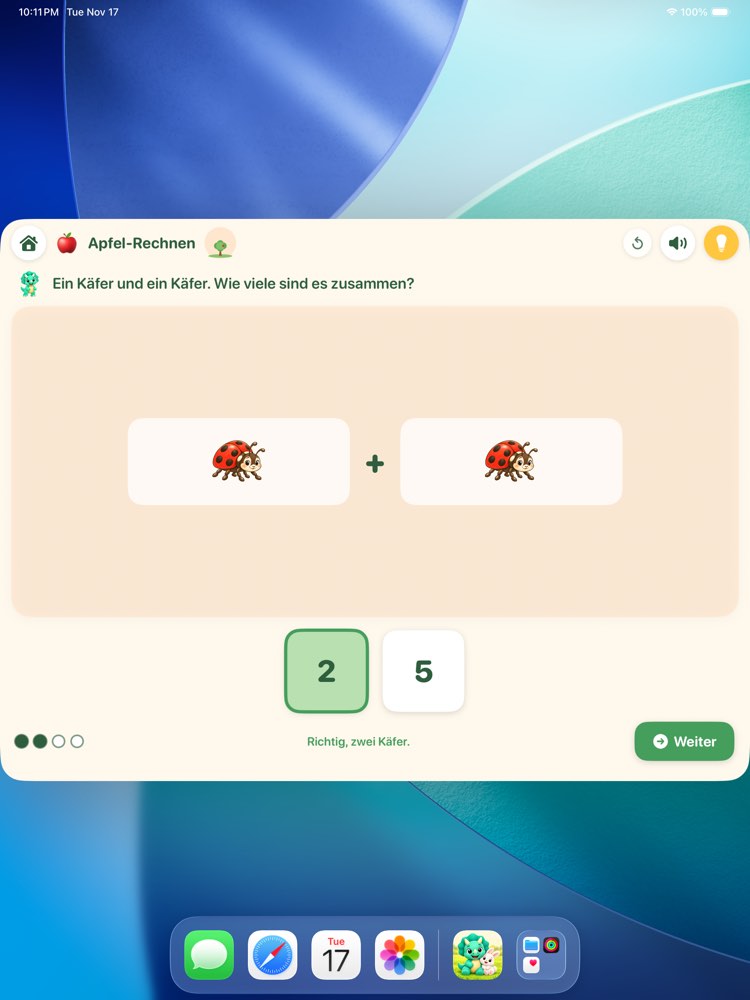 10:11 PM Tue Nov 17
100%
Apfel-Rechnen
Ein Käfer und ein Käfer. Wie viele sind es zusammen?
+
2
5
Richtig, zwei Käfer.
Weiter
Tue
17